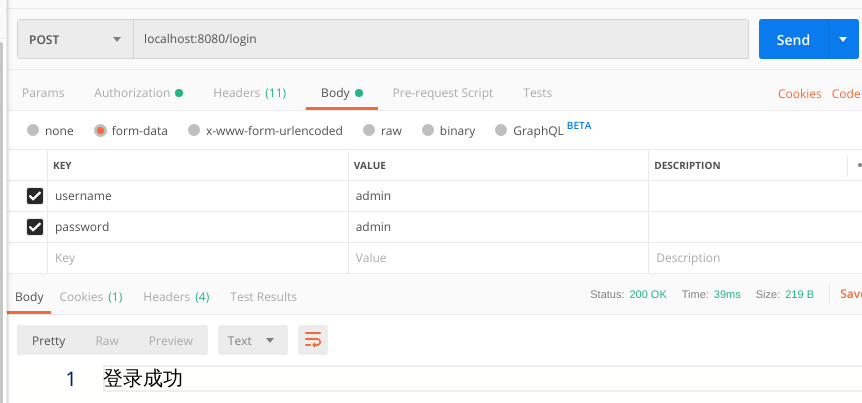 POST localhost:8080/login Send
Params Authorization Headers (11) Body Pre-request Script Tests Cookies Code
none form-data x-www-form-urlencoded raw binary GraphQL BETA
KEY VALUE DESCRIPTION
username admin
password admin
Key Value Description
Body Cookies (1) Headers (4) Test Results Status: 200 OK Time: 39ms Size: 219 B Save
Pretty Raw Preview Text
1 登录成功